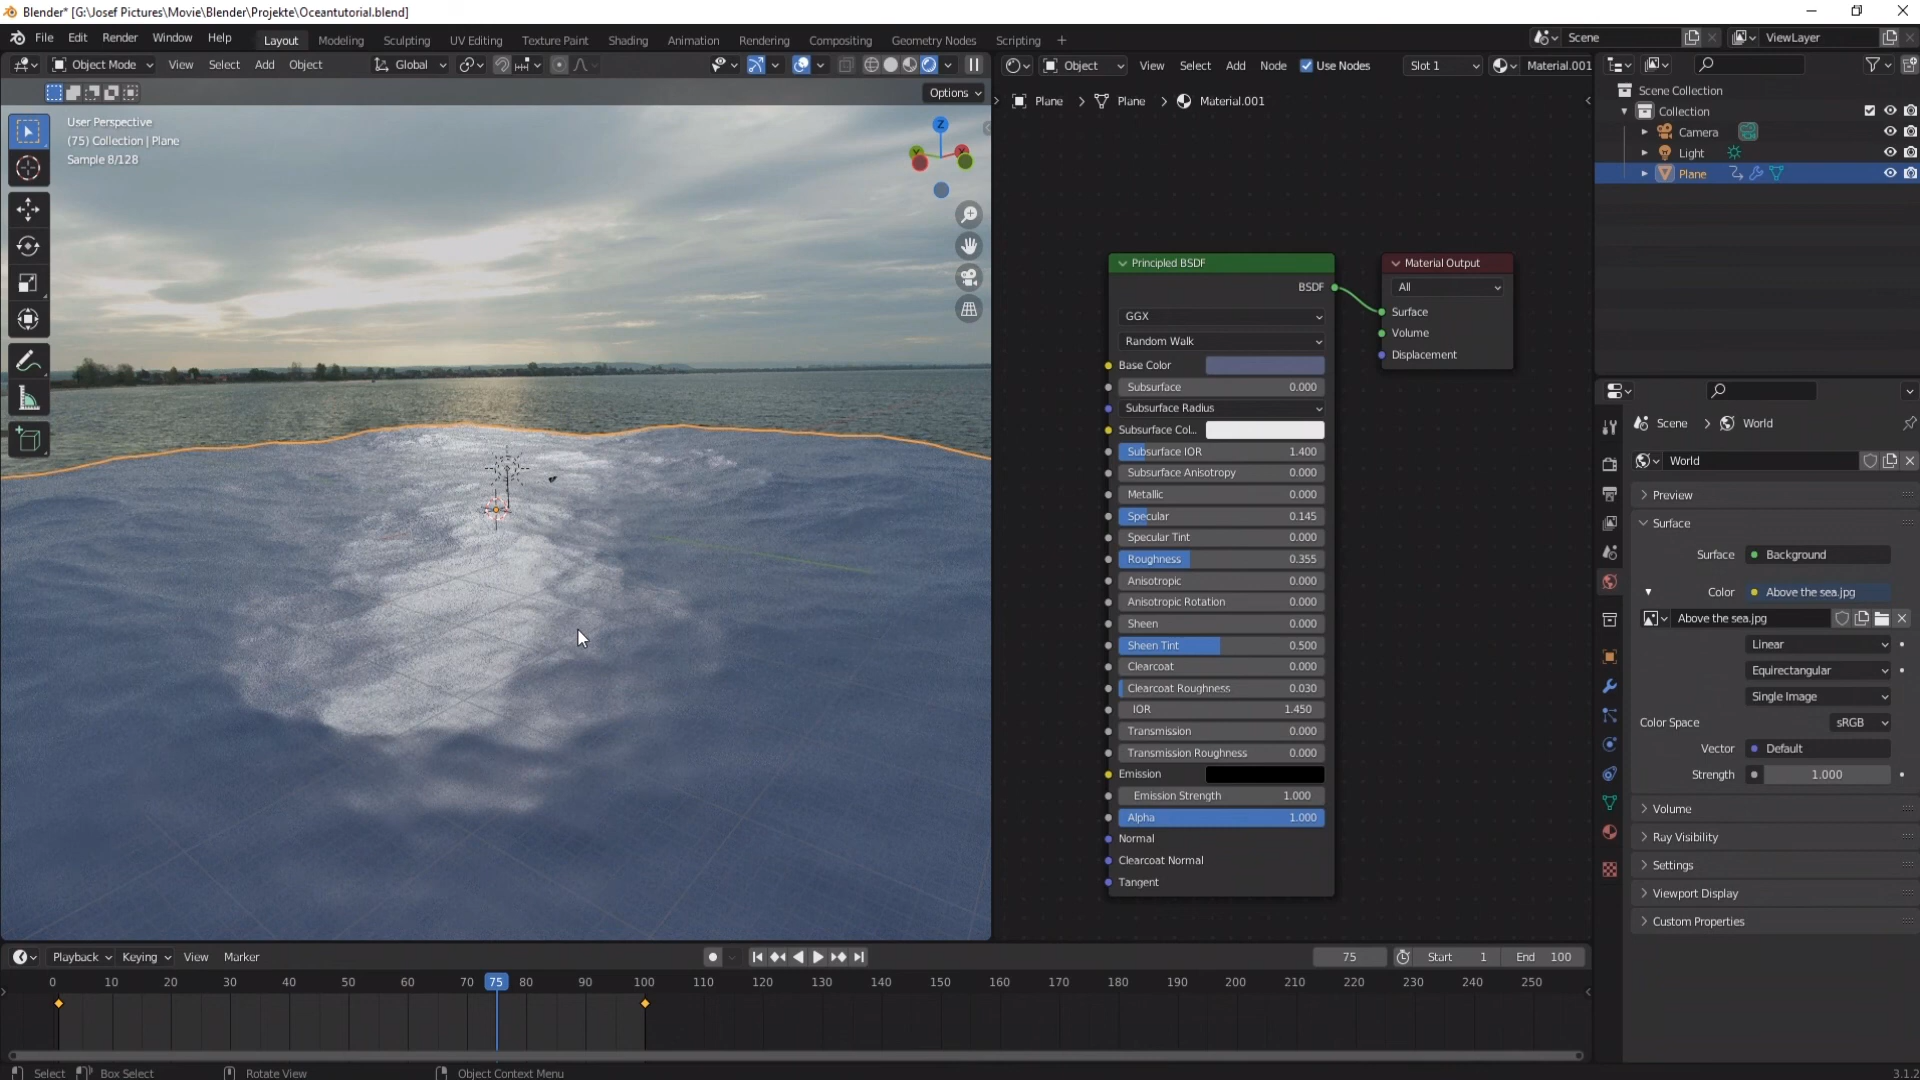 Blender* [G:\Josef Pictures\Movie\Blender\Projekte\Oceantutorial.blend]
File Edit Render Window Help
Layout Modeling Sculpting UV Editing Texture Paint Shading Animation Rendering Compositing Geometry Nodes Scripting +
Scene
ViewLayer
Object Mode View Select Add Object
Global
Options
Object View Select Add Node Use Nodes Slot 1 Material.001
Plane > Plane > Material.001
User Perspective
(75) Collection | Plane
Sample 8/128
Z
Y
X
Principled BSDF
BSDF
GGX
Random Walk
Base Color
Subsurface 0.000
Subsurface Radius
Subsurface Col...
Subsurface IOR 1.400
Subsurface Anisotropy 0.000
Metallic 0.000
Specular 0.145
Specular Tint 0.000
Roughness 0.355
Anisotropic 0.000
Anisotropic Rotation 0.000
Sheen 0.000
Sheen Tint 0.500
Clearcoat 0.000
Clearcoat Roughness 0.030
IOR 1.450
Transmission 0.000
Transmission Roughness 0.000
Emission
Emission Strength 1.000
Alpha 1.000
Normal
Clearcoat Normal
Tangent
Material Output
All
Surface
Volume
Displacement
Scene Collection
Collection
Camera
Light
Plane
Scene > World
World
Preview
Surface
Surface Background
Color Above the sea.jpg
Above the sea.jpg
Linear
Equirectangular
Single Image
Color Space sRGB
Vector Default
Strength 1.000
Volume
Ray Visibility
Settings
Viewport Display
Custom Properties
Playback Keying View Marker
75 Start 1 End 100
0 10 20 30 40 50 60 70 75 80 90 100 110 120 130 140 150 160 170 180 190 200 210 220 230 240 250
Select Box Select Rotate View Object Context Menu
3.1.2